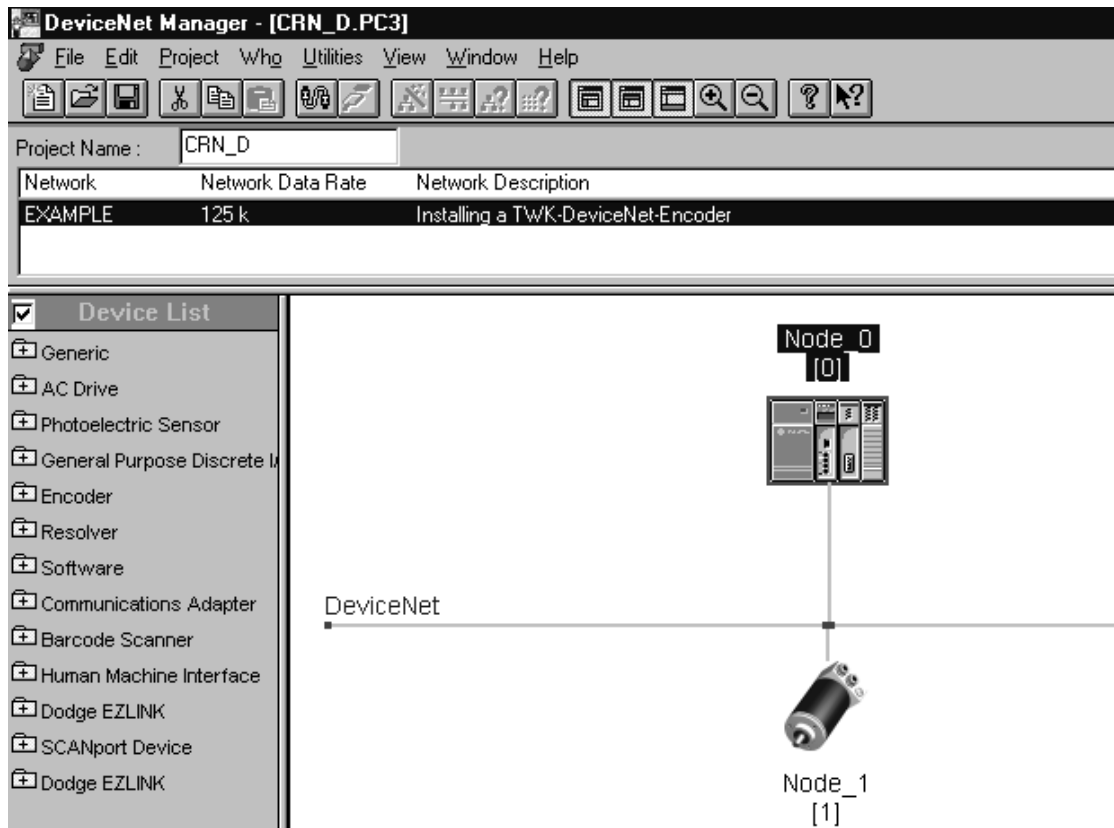 DeviceNet Manager - [CRN_D.PC3]
File Edit Project Who Utilities View Window Help
Project Name : CRN_D
Network Network Data Rate Network Description
EXAMPLE 125 k Installing a TWK-DeviceNet-Encoder
Device List
Generic
AC Drive
Photoelectric Sensor
General Purpose Discrete I/
Encoder
Resolver
Software
Communications Adapter
Barcode Scanner
Human Machine Interface
Dodge EZLINK
SCANport Device
Dodge EZLINK
Node_0
[0]
DeviceNet
Node_1
[1]